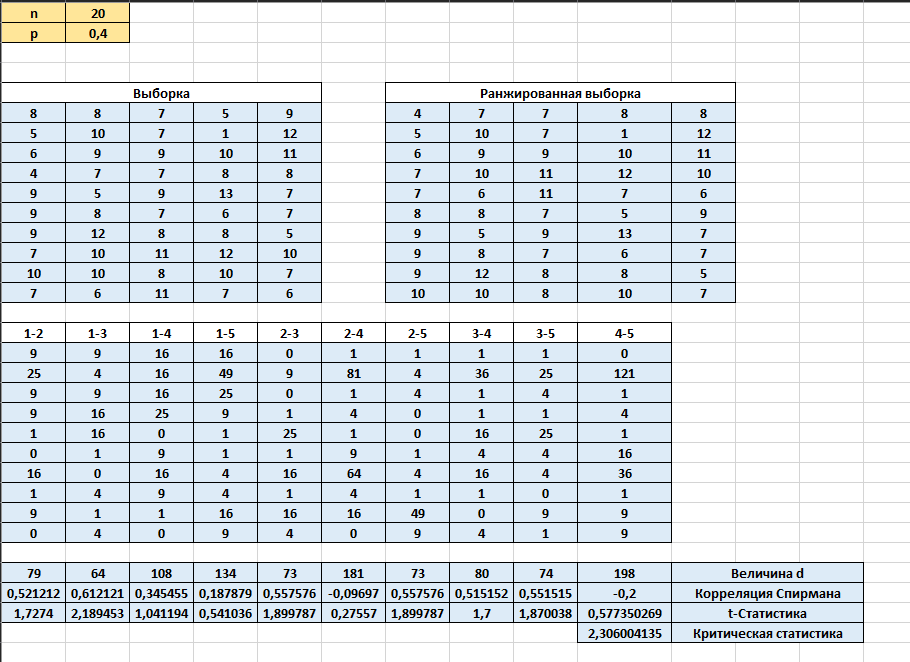 n 20
p 0,4
Выборка Ранжированная выборка
8 8 7 5 9 4 7 7 8 8
5 10 7 1 12 5 10 7 1 12
6 9 9 10 11 6 9 9 10 11
4 7 7 8 8 7 10 11 12 10
9 5 9 13 7 7 6 11 7 6
9 8 7 6 7 8 8 7 5 9
9 12 8 8 5 9 5 9 13 7
7 10 11 12 10 9 8 7 6 7
10 10 8 10 7 9 12 8 8 5
7 6 11 7 6 10 10 8 10 7
1-2 1-3 1-4 1-5 2-3 2-4 2-5 3-4 3-5 4-5
9 9 16 16 0 1 1 1 1 0
25 4 16 49 9 81 4 36 25 121
9 9 16 25 0 1 4 1 4 1
9 16 25 9 1 4 0 1 1 4
1 16 0 1 25 1 0 16 25 1
0 1 9 1 1 9 1 4 4 16
16 0 16 4 16 64 4 16 4 36
1 4 9 4 1 4 1 1 0 1
9 1 1 16 16 16 49 0 9 9
0 4 0 9 4 0 9 4 1 9
79 64 108 134 73 181 73 80 74 198 Величина d
0,521212 0,612121 0,345455 0,187879 0,557576 -0,09697 0,557576 0,515152 0,551515 -0,2 Корреляция Спирмана
1,7274 2,189453 1,041194 0,541036 1,899787 0,27557 1,899787 1,7 1,870038 0,577350269 t-Статистика
2,306004135 Критическая статистика